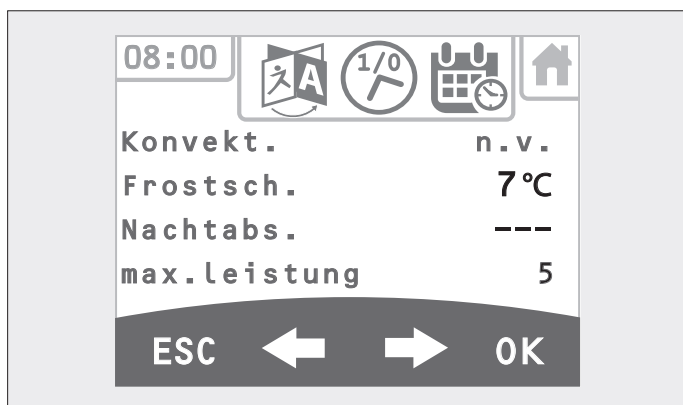 08:00
A
1/0
Konvekt. n.v.
Frostsch. 7°C
Nachtabs. ---
max.leistung 5
ESC OK